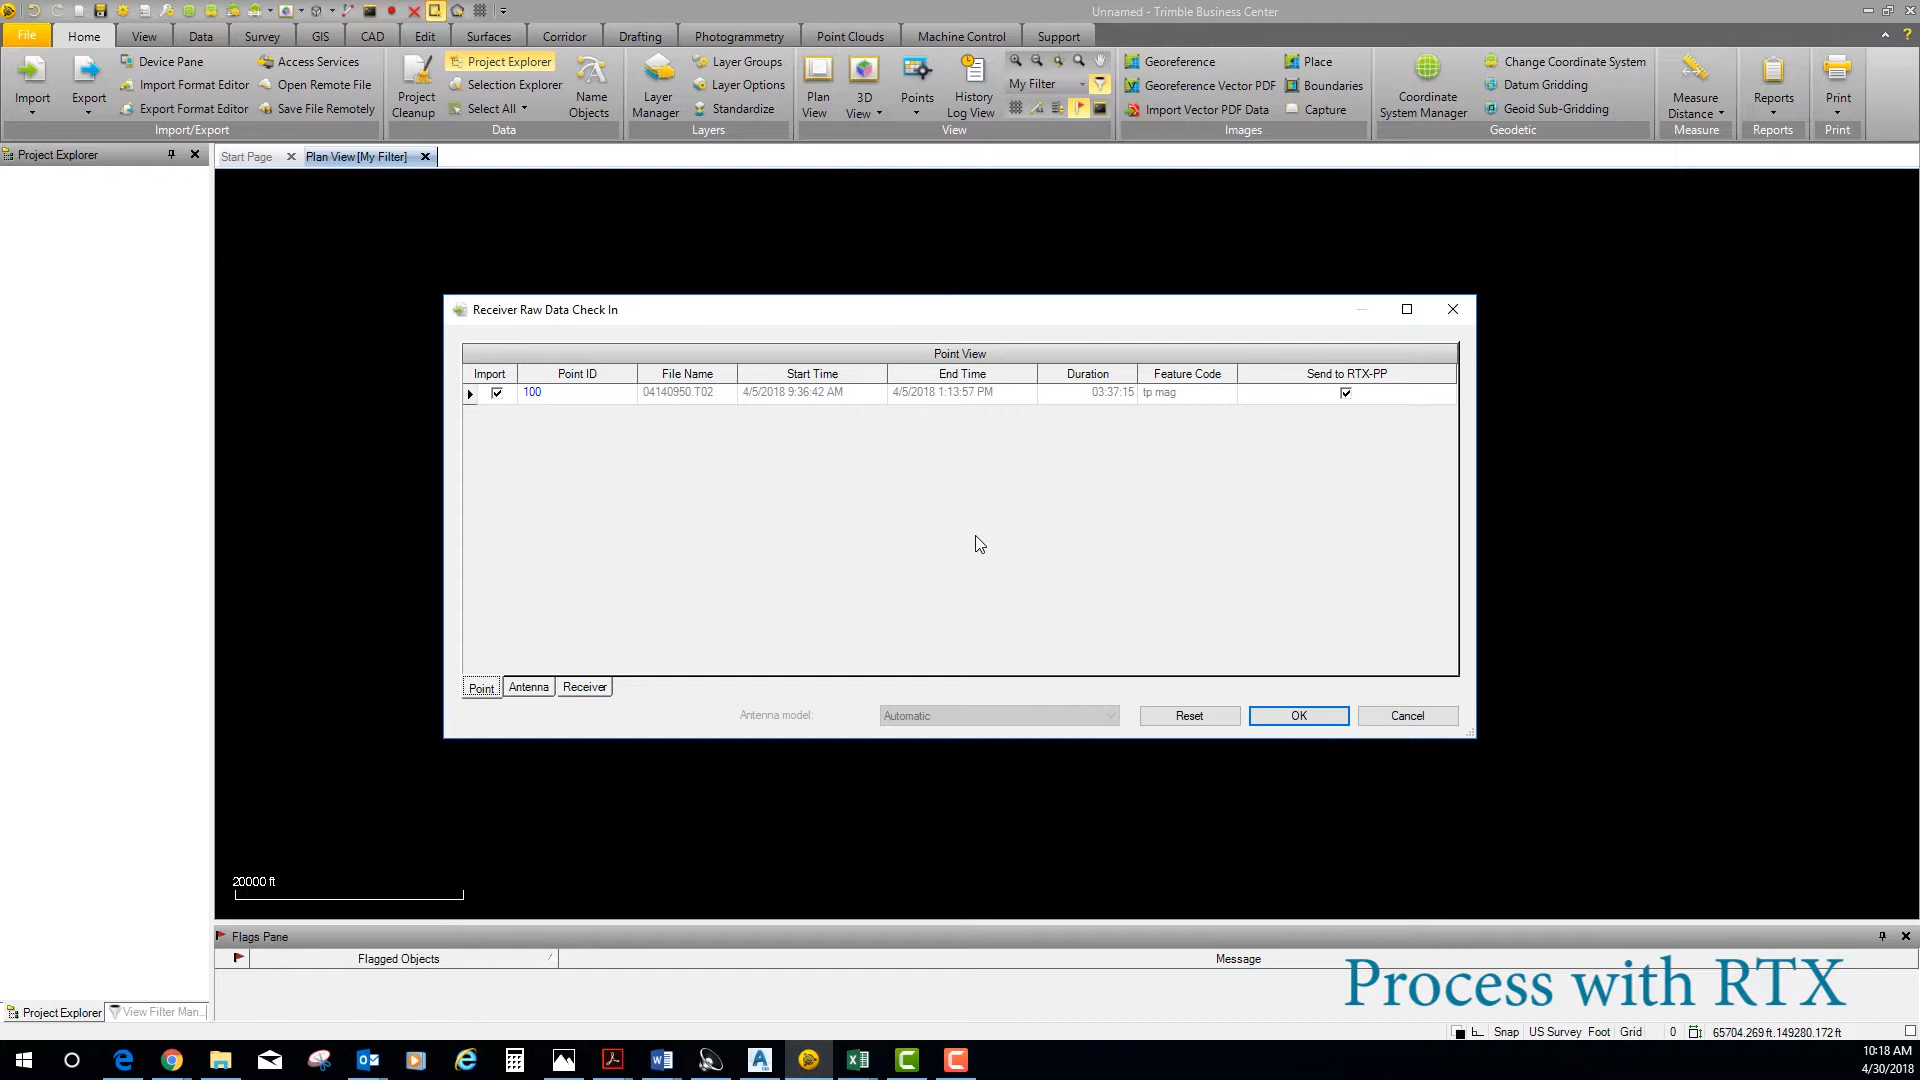 Unnamed - Trimble Business Center
File Home View Data Survey GIS CAD Edit Surfaces Corridor Drafting Photogrammetry Point Clouds Machine Control Support
Import
Export
Device Pane
Import Format Editor
Export Format Editor
Access Services
Open Remote File
Save File Remotely
Import/Export
Project
Cleanup
Project Explorer
Selection Explorer
Select All
Name
Objects
Data
Layer
Manager
Layer Groups
Layer Options
Standardize
Layers
Plan
View
3D
View
Points
History
Log View
My Filter
View
Georeference
Georeference Vector PDF
Import Vector PDF Data
Place
Boundaries
Capture
Images
Coordinate
System Manager
Change Coordinate System
Datum Gridding
Geoid Sub-Gridding
Geodetic
Measure
Distance
Measure
Reports
Reports
Print
Print
Project Explorer
Start Page
Plan View [My Filter]
Receiver Raw Data Check In
Point View
Import Point ID File Name Start Time End Time Duration Feature Code Send to RTX-PP
100 04140950.T02 4/5/2018 9:36:42 AM 4/5/2018 1:13:57 PM 03:37:15 tp mag
Point Antenna Receiver
Antenna model: Automatic Reset OK Cancel
20000 ft
Flags Pane
Flagged Objects Message
Process with RTX
Project Explorer View Filter Man...
Snap US Survey Foot Grid 0 65704.269 ft.149280.172 ft
10:18 AM
4/30/2018